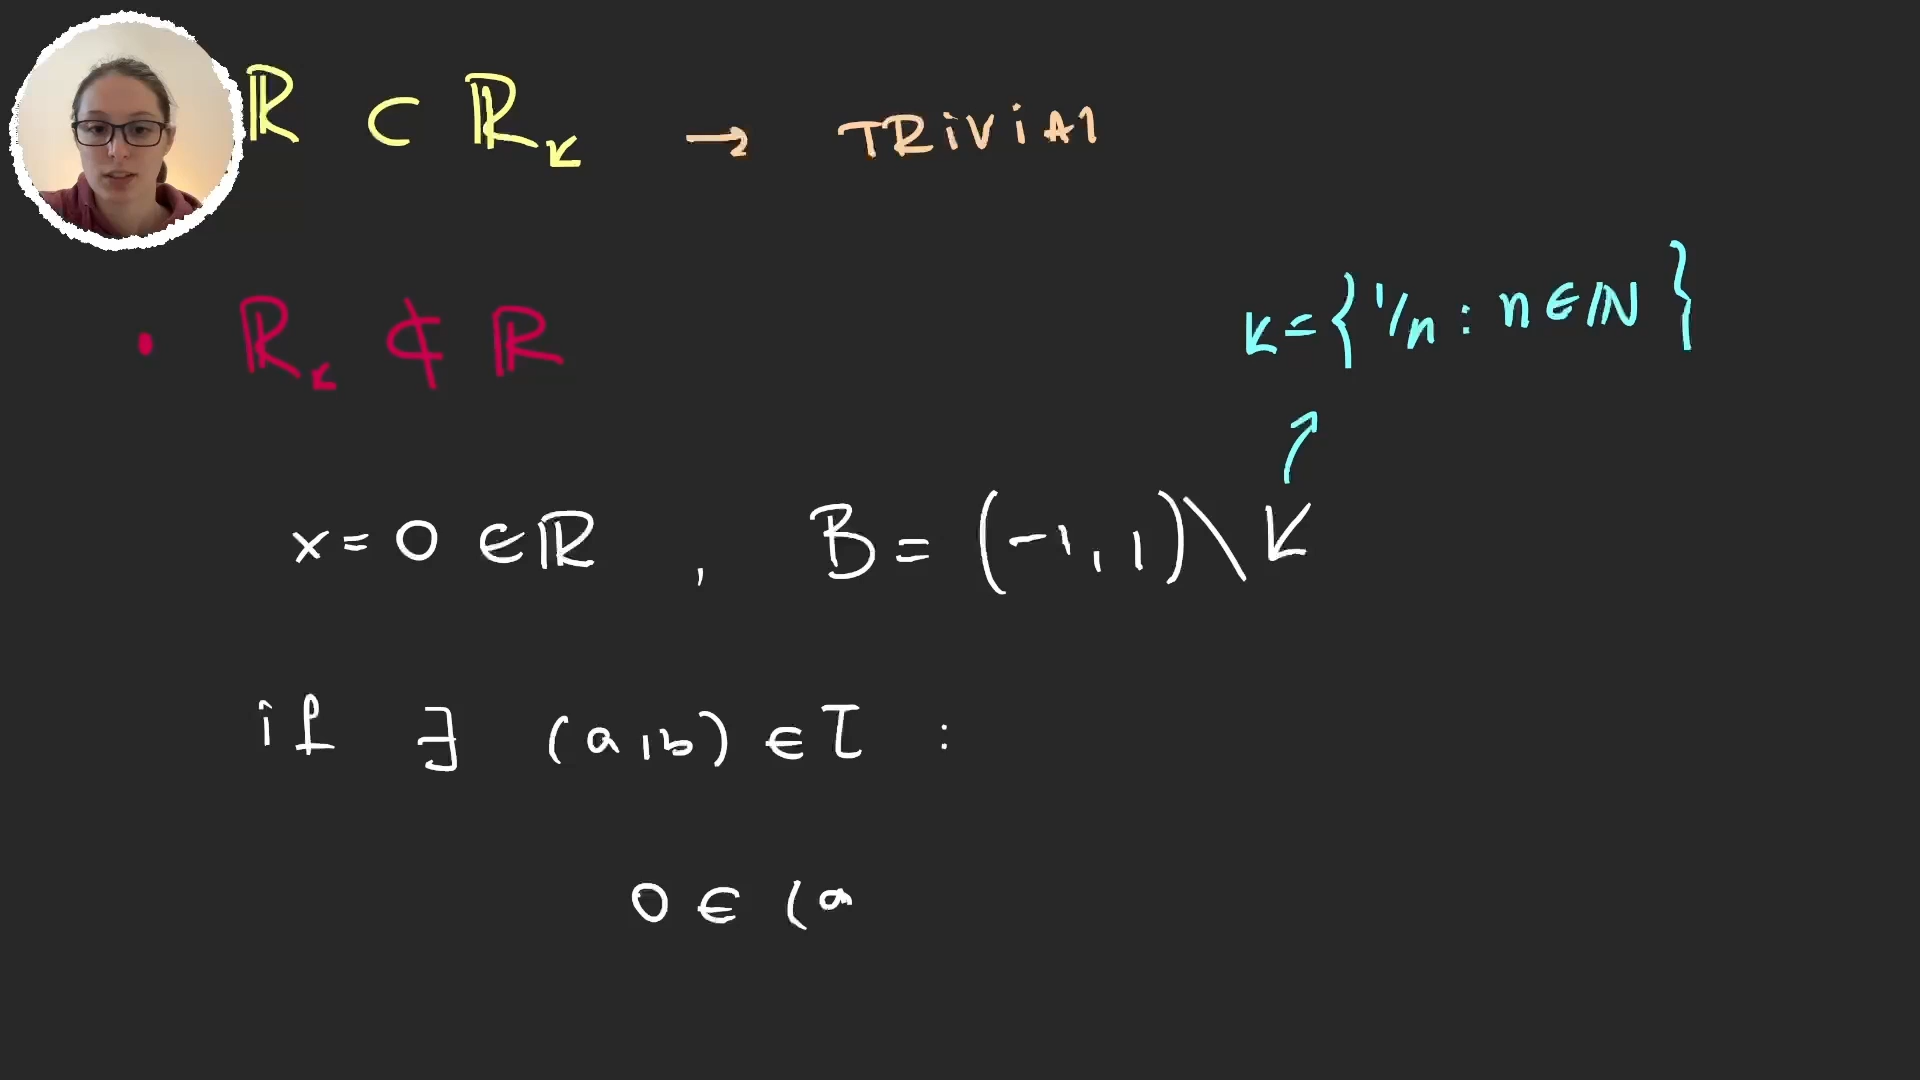 ℝ ⊂ ℝ_K → TRiViAl
K = { 1/n : n ∈ ℕ }
• ℝ_K ⊄ ℝ
x = 0 ∈ ℝ , B = (-1, 1) \ K
if ∃ (a, b) ∈ τ :
0 ∈ (a